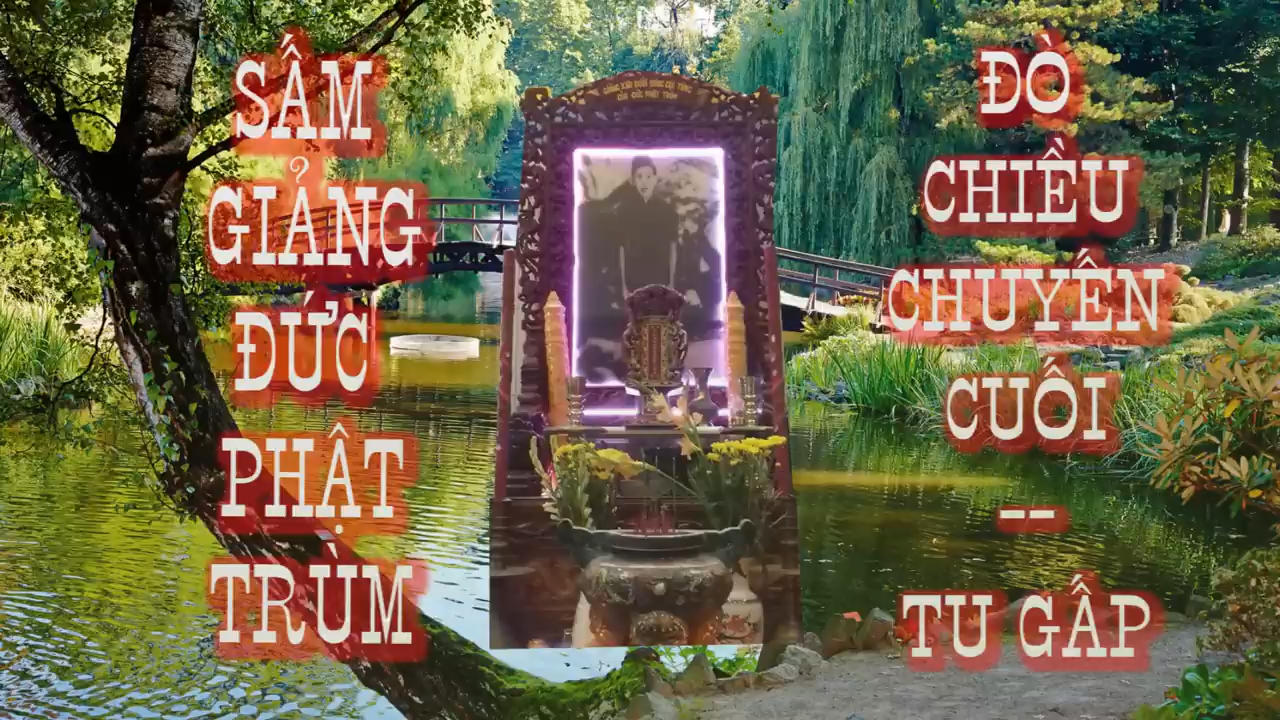 SẤM
GIẢNG
ĐỨC
PHẬT
TRÙM
ĐÒ
CHIỀU
CHUYẾN
CUỐI
--
TU GẤP